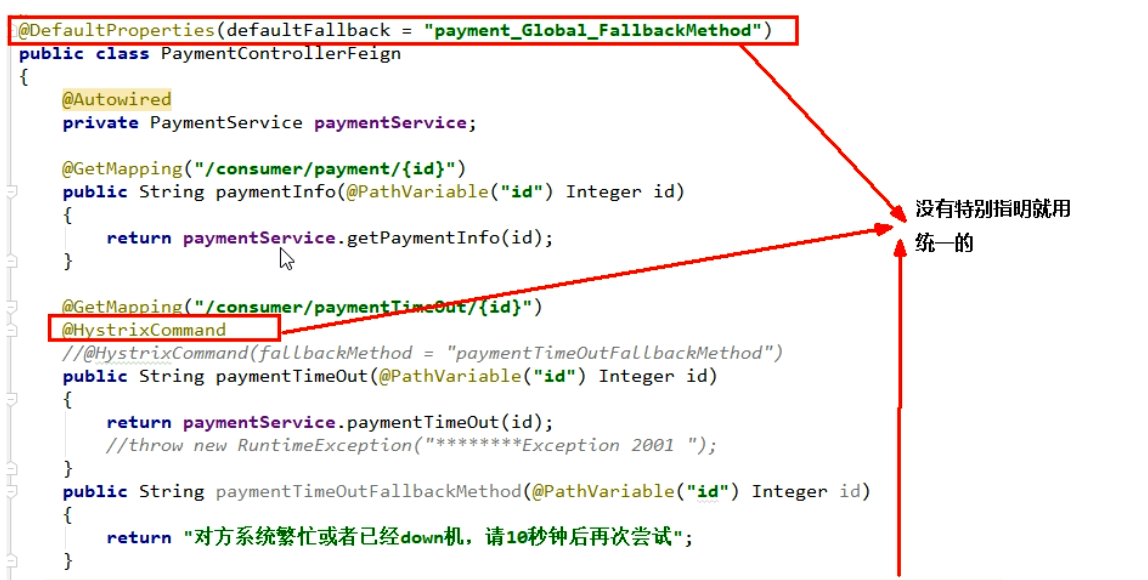 @DefaultProperties(defaultFallback = "payment_Global_FallbackMethod")
public class PaymentControllerFeign
{
    @Autowired
    private PaymentService paymentService;
    @GetMapping("/consumer/payment/{id}")
    public String paymentInfo(@PathVariable("id") Integer id)
    {
        return paymentService.getPaymentInfo(id);
    }
没有特别指明就用
统一的
    @GetMapping("/consumer/paymentTimeOut/{id}")
    @HystrixCommand
    //@HystrixCommand(fallbackMethod = "paymentTimeOutFallbackMethod")
    public String paymentTimeOut(@PathVariable("id") Integer id)
    {
        return paymentService.paymentTimeOut(id);
        //throw new RuntimeException("********Exception 2001 ");
    }
    public String paymentTimeOutFallbackMethod(@PathVariable("id") Integer id)
    {
        return "对方系统繁忙或者已经down机，请10秒钟后再次尝试";
    }